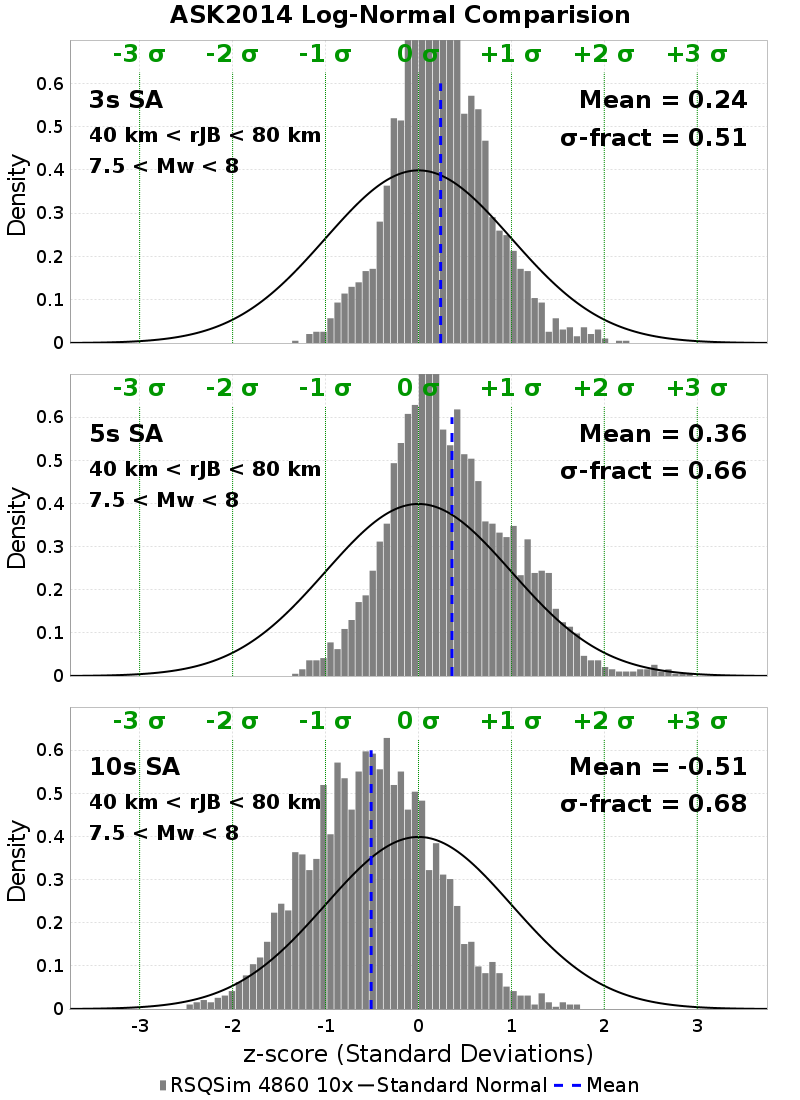 ASK2014 Log-Normal Comparision
-3 σ -2 σ -1 σ 0 σ +1 σ +2 σ +3 σ
0.6
3s SA Mean = 0.24
0.5
40 km < rJB < 80 km σ-fract = 0.51
7.5 < Mw < 8
0.4
0.3
0.2
0.1
0
Density
-3 σ -2 σ -1 σ 0 σ +1 σ +2 σ +3 σ
0.6
5s SA Mean = 0.36
0.5
40 km < rJB < 80 km σ-fract = 0.66
7.5 < Mw < 8
0.4
0.3
0.2
0.1
0
Density
-3 σ -2 σ -1 σ 0 σ +1 σ +2 σ +3 σ
0.6
10s SA Mean = -0.51
0.5
40 km < rJB < 80 km σ-fract = 0.68
7.5 < Mw < 8
0.4
0.3
0.2
0.1
0
Density
-3 -2 -1 0 1 2 3
z-score (Standard Deviations)
RSQSim 4860 10x Standard Normal Mean